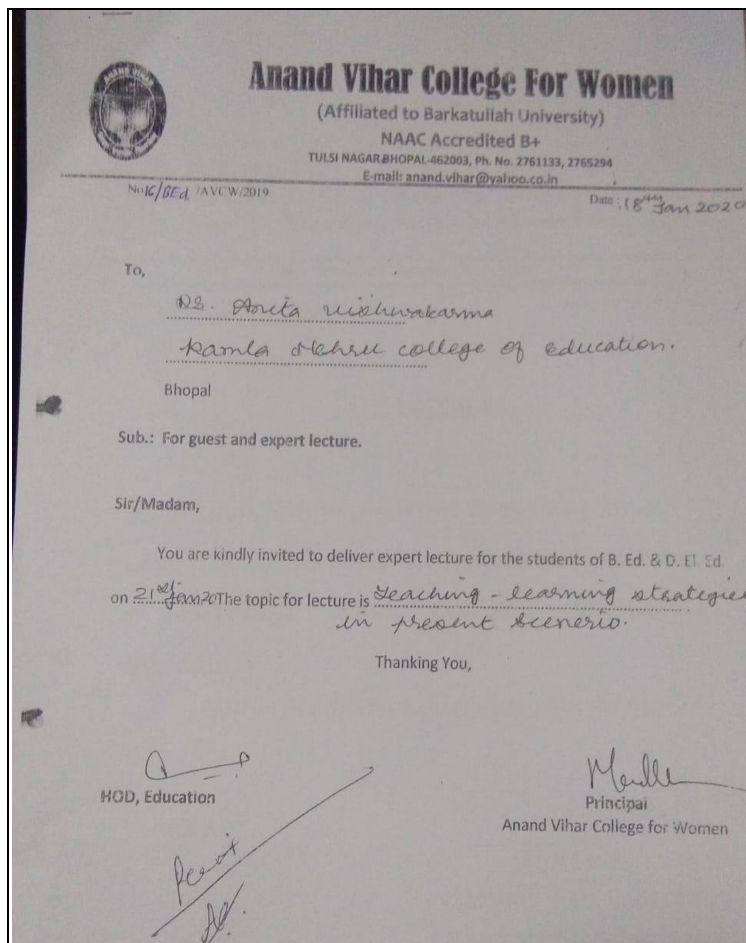 Anand Vihar College For Women
(Affiliated to Barkatullah University)
NAAC Accredited B+
TULSI NAGAR BHOPAL-462003, Ph. No. 2761133, 2765294
E-mail: anand.vihar@yahoo.co.in
No 16/BEd /AVCW/2019 Date : 18th Jan 2020
To,
Dr. Anita Vishwakarma
Kamla Nehru college of education.
Bhopal
Sub.: For guest and expert lecture.
Sir/Madam,
You are kindly invited to deliver expert lecture for the students of B. Ed. & D. El. Ed.
on 21st Jan 20 The topic for lecture is Teaching - learning strategies
in present scenerio.
Thanking You,
HOD, Education
Principal
Anand Vihar College for Women